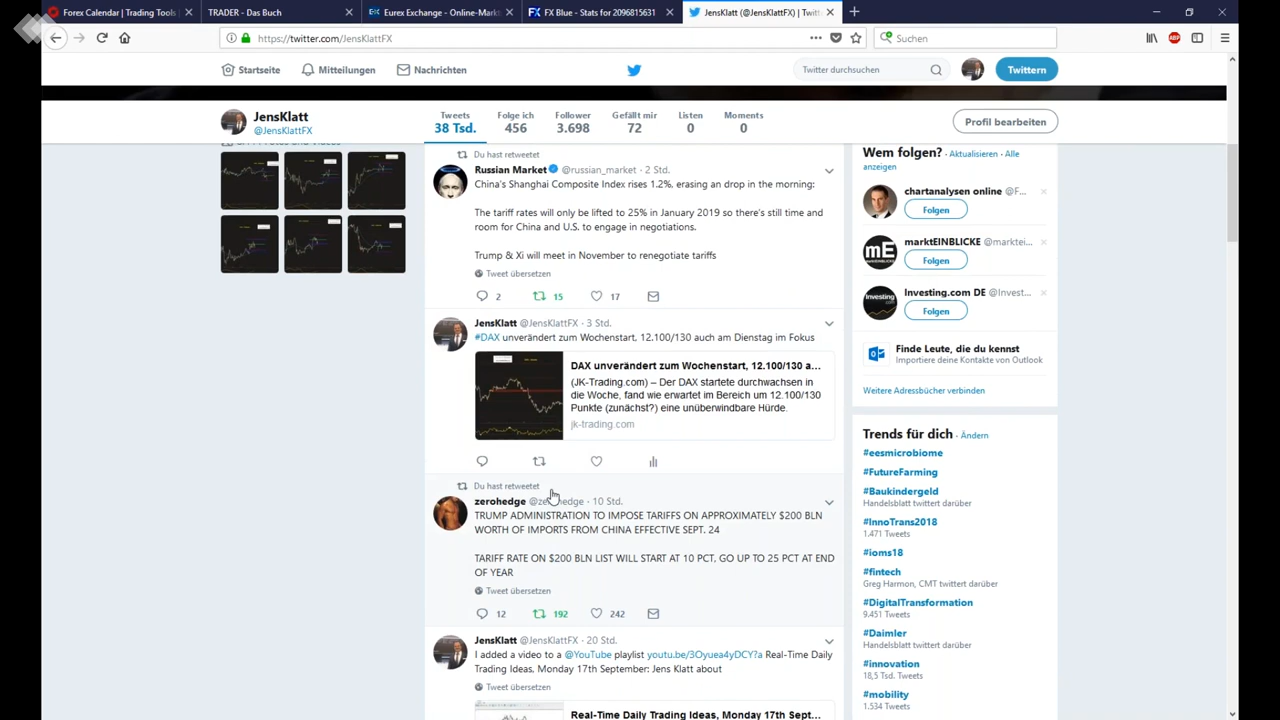 Forex Calendar | Trading Tools
TRADER - Das Buch
Eurex Exchange - Online-Markt
FX Blue - Stats for 2096815631
JensKlatt (@JensKlattFX) | Twitt
https://twitter.com/JensKlattFX
Suchen
Startseite
Mitteilungen
Nachrichten
Twitter durchsuchen
Twittern
JensKlatt
@JensKlattFX
Tweets
38 Tsd.
Folge ich
456
Follower
3.698
Gefällt mir
72
Listen
0
Moments
0
Profil bearbeiten
Du hast retweetet
Russian Market @russian_market · 2 Std.
China's Shanghai Composite Index rises 1.2%, erasing a drop in the morning:
The tariff rates will only be lifted to 25% in January 2019 so there's still time and
room for China and U.S. to engage in negotiations.
Trump & Xi will meet in November to renegotiate tariffs
Tweet übersetzen
2 15 17
JensKlatt @JensKlattFX · 3 Std.
#DAX unverändert zum Wochenstart, 12.100/130 auch am Dienstag im Fokus
DAX unverändert zum Wochenstart, 12.100/130 a...
(JK-Trading.com) – Der DAX startete durchwachsen in
die Woche, fand wie erwartet im Bereich um 12.100/130
Punkte (zunächst?) eine unüberwindbare Hürde.
jk-trading.com
Du hast retweetet
zerohedge · 10 Std.
TRUMP ADMINISTRATION TO IMPOSE TARIFFS ON APPROXIMATELY $200 BLN
WORTH OF IMPORTS FROM CHINA EFFECTIVE SEPT. 24
TARIFF RATE ON $200 BLN LIST WILL START AT 10 PCT, GO UP TO 25 PCT AT END
OF YEAR
Tweet übersetzen
12 192 242
JensKlatt @JensKlattFX · 20 Std.
I added a video to a @YouTube playlist youtu.be/3Oyuea4yDCY?a Real-Time Daily
Trading Ideas, Monday 17th September: Jens Klatt about
Tweet übersetzen
Real-Time Daily Trading Ideas, Monday 17th Sept...
Wem folgen? · Aktualisieren · Alle
anzeigen
chartanalysen online @F...
Folgen
marktEINBLICKE @marktei...
mE
Folgen
Investing.com DE @Invest...
Investing
Folgen
Finde Leute, die du kennst
Importiere deine Kontakte von Outlook
Weitere Adressbücher verbinden
Trends für dich · Ändern
#eesmicrobiome
#FutureFarming
#Baukindergeld
Handelsblatt twittert darüber
#InnoTrans2018
1.471 Tweets
#ioms18
#fintech
Greg Harmon, CMT twittert darüber
#DigitalTransformation
9.451 Tweets
#Daimler
Handelsblatt twittert darüber
#innovation
18,5 Tsd. Tweets
#mobility
1.534 Tweets